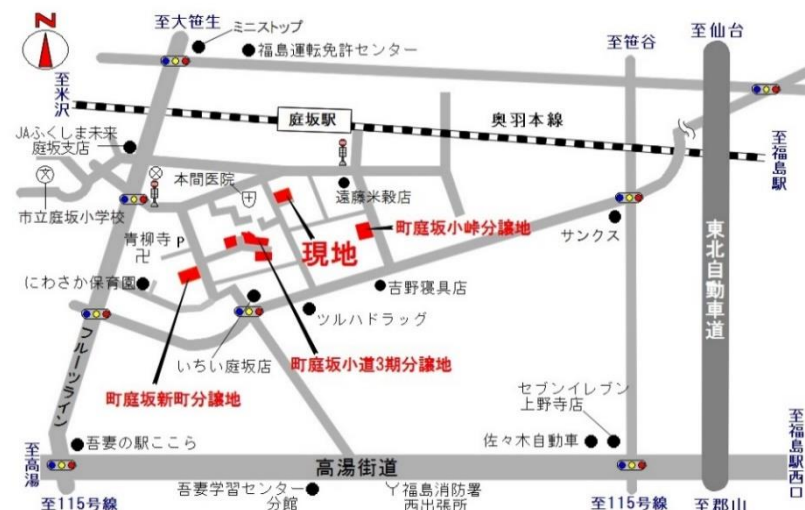 N
至大笹生
ミニストップ
福島運転免許センター
至笹谷
至仙台
至米沢
庭坂駅
奥羽本線
JAふくしま未来
庭坂支店
至福島駅
本間医院
遠藤米穀店
市立庭坂小学校
青柳寺
卍
P
現地
町庭坂小峠分譲地
サンクス
東北自動車道
にわさか保育園
吉野寝具店
ツルハドラッグ
いちい庭坂店
町庭坂小道3期分譲地
町庭坂新町分譲地
フルーツライン
セブンイレブン
上野寺店
吾妻の駅ここら
佐々木自動車
至高湯
高湯街道
至福島駅西口
吾妻学習センター
分館
福島消防署
西出張所
至115号線
至115号線
至郡山